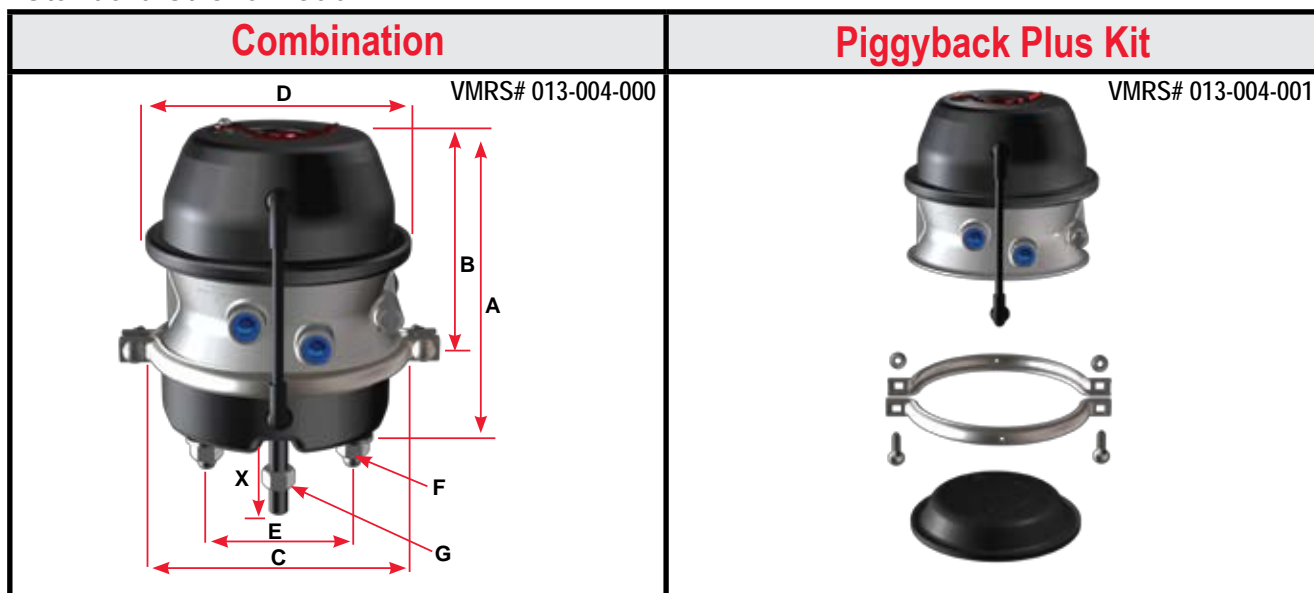 Combination
Piggyback Plus Kit
VMRS# 013-004-000
VMRS# 013-004-001
D
B
A
X
F
E
G
C